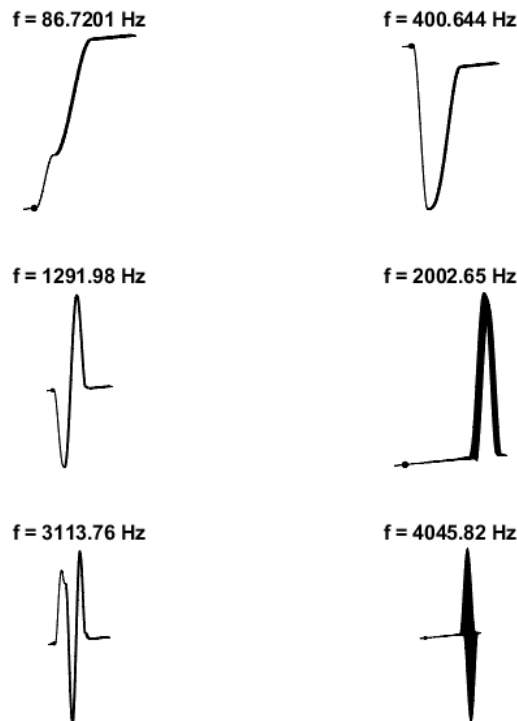 f = 86.7201 Hz
f = 400.644 Hz
f = 1291.98 Hz
f = 2002.65 Hz
f = 3113.76 Hz
f = 4045.82 Hz